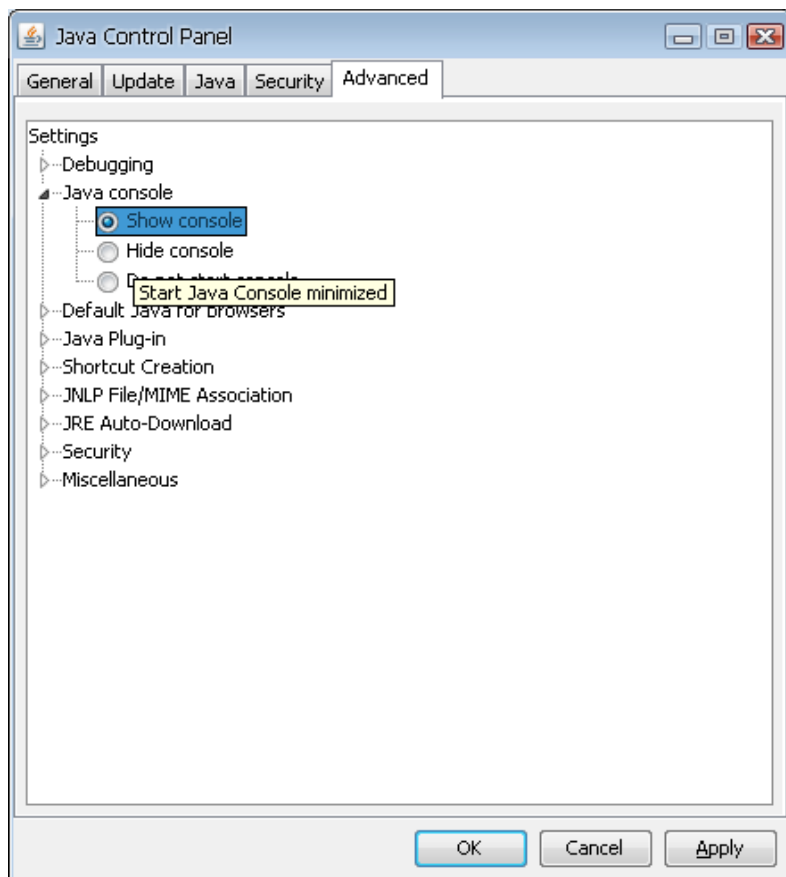 Java Control Panel
General Update Java Security Advanced
Settings
Debugging
Java console
Show console
Hide console
Start Java Console minimized
Default Java for browsers
Java Plug-in
Shortcut Creation
JNLP File/MIME Association
JRE Auto-Download
Security
Miscellaneous
OK Cancel Apply